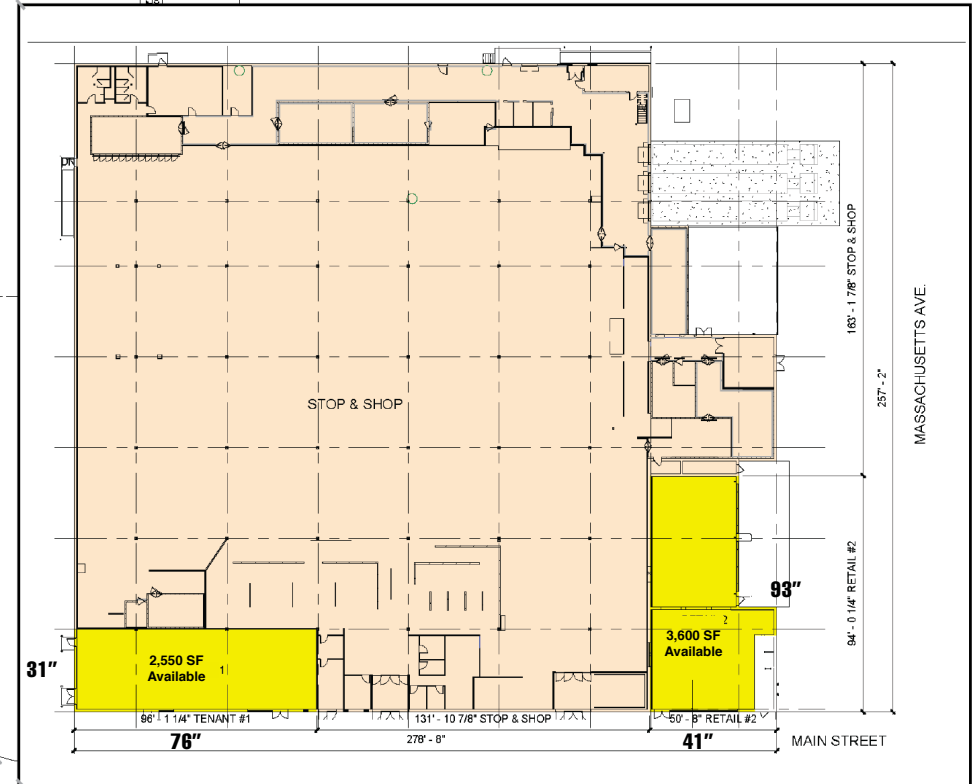 163' - 1 7/8" STOP & SHOP
MASSACHUSETTS AVE.
257' - 2"
STOP & SHOP
94' - 0 1/4" RETAIL #2
93”
2
3,600 SF
Available
31”
2,550 SF
Available
1
96' - 1 1/4" TENANT #1
131' - 10 7/8" STOP & SHOP
50' - 8" RETAIL #2
76”
278' - 8"
41”
MAIN STREET